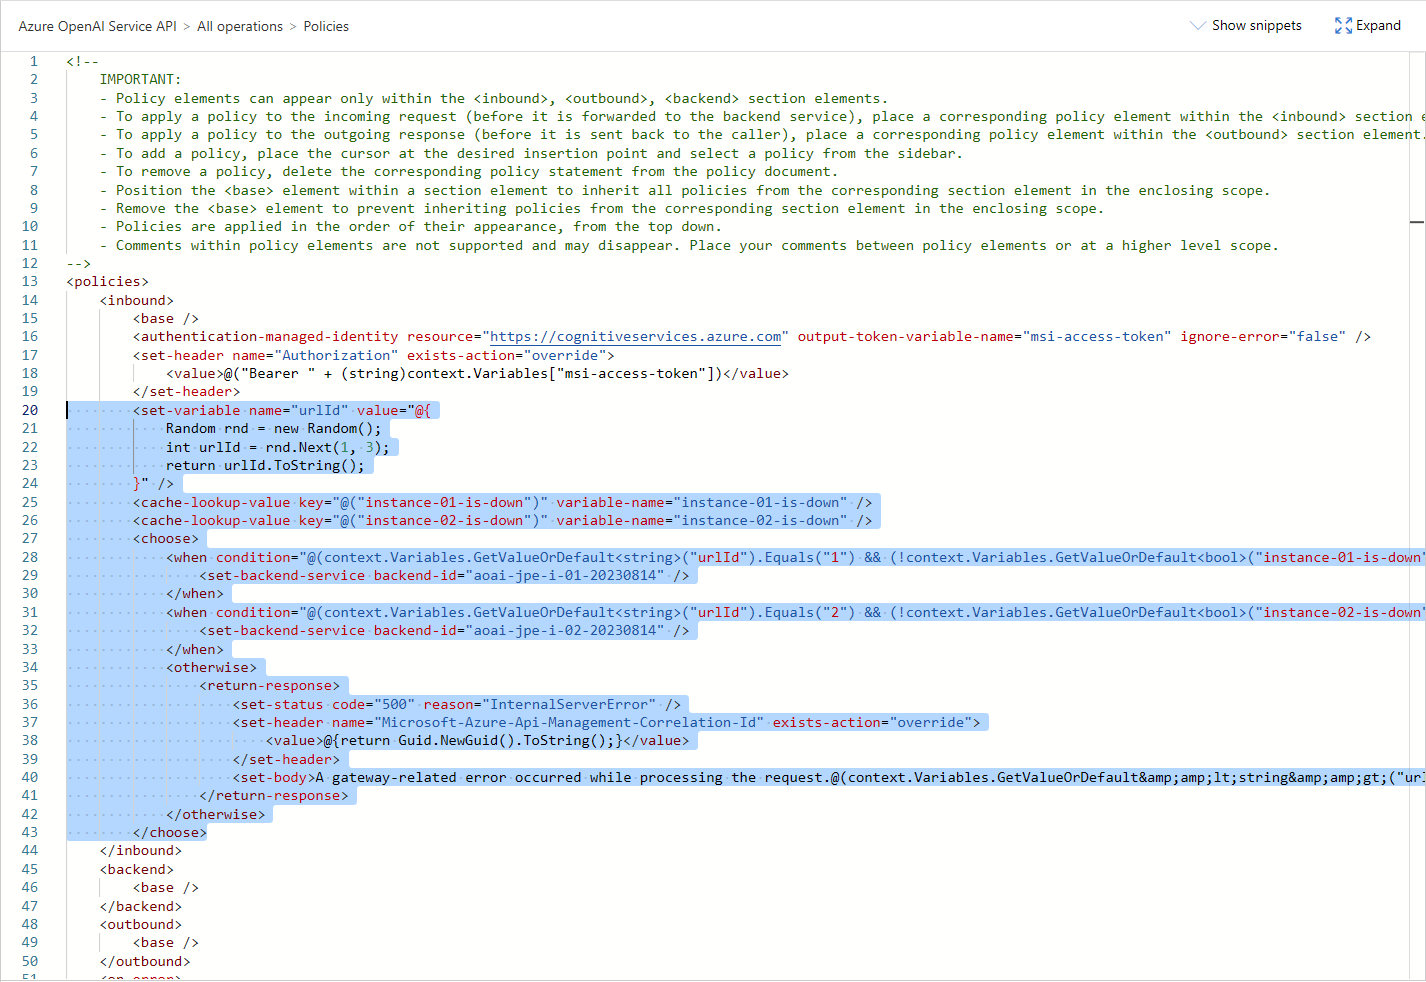 Azure OpenAI Service API > All operations > Policies
Show snippets
Expand
1 <!--
2 IMPORTANT:
3 - Policy elements can appear only within the <inbound>, <outbound>, <backend> section elements.
4 - To apply a policy to the incoming request (before it is forwarded to the backend service), place a corresponding policy element within the <inbound> section e
5 - To apply a policy to the outgoing response (before it is sent back to the caller), place a corresponding policy element within the <outbound> section element.
6 - To add a policy, place the cursor at the desired insertion point and select a policy from the sidebar.
7 - To remove a policy, delete the corresponding policy statement from the policy document.
8 - Position the <base> element within a section element to inherit all policies from the corresponding section element in the enclosing scope.
9 - Remove the <base> element to prevent inheriting policies from the corresponding section element in the enclosing scope.
10 - Policies are applied in the order of their appearance, from the top down.
11 - Comments within policy elements are not supported and may disappear. Place your comments between policy elements or at a higher level scope.
12 -->
13 <policies>
14 <inbound>
15 <base />
16 <authentication-managed-identity resource="https://cognitiveservices.azure.com" output-token-variable-name="msi-access-token" ignore-error="false" />
17 <set-header name="Authorization" exists-action="override">
18 <value>@("Bearer " + (string)context.Variables["msi-access-token"])</value>
19 </set-header>
20 <set-variable name="urlId" value="@{
21 Random rnd = new Random();
22 int urlId = rnd.Next(1, 3);
23 return urlId.ToString();
24 }" />
25 <cache-lookup-value key="@("instance-01-is-down")" variable-name="instance-01-is-down" />
26 <cache-lookup-value key="@("instance-02-is-down")" variable-name="instance-02-is-down" />
27 <choose>
28 <when condition="@(context.Variables.GetValueOrDefault<string>("urlId").Equals("1") && (!context.Variables.GetValueOrDefault<bool>("instance-01-is-down"
29 <set-backend-service backend-id="aoai-jpe-i-01-20230814" />
30 </when>
31 <when condition="@(context.Variables.GetValueOrDefault<string>("urlId").Equals("2") && (!context.Variables.GetValueOrDefault<bool>("instance-02-is-down"
32 <set-backend-service backend-id="aoai-jpe-i-02-20230814" />
33 </when>
34 <otherwise>
35 <return-response>
36 <set-status code="500" reason="InternalServerError" />
37 <set-header name="Microsoft-Azure-Api-Management-Correlation-Id" exists-action="override">
38 <value>@{return Guid.NewGuid().ToString();}</value>
39 </set-header>
40 <set-body>A gateway-related error occurred while processing the request.@(context.Variables.GetValueOrDefault&amp;amp;lt;string&amp;amp;gt;("ur
41 </return-response>
42 </otherwise>
43 </choose>
44 </inbound>
45 <backend>
46 <base />
47 </backend>
48 <outbound>
49 <base />
50 </outbound>
51 <on-error>